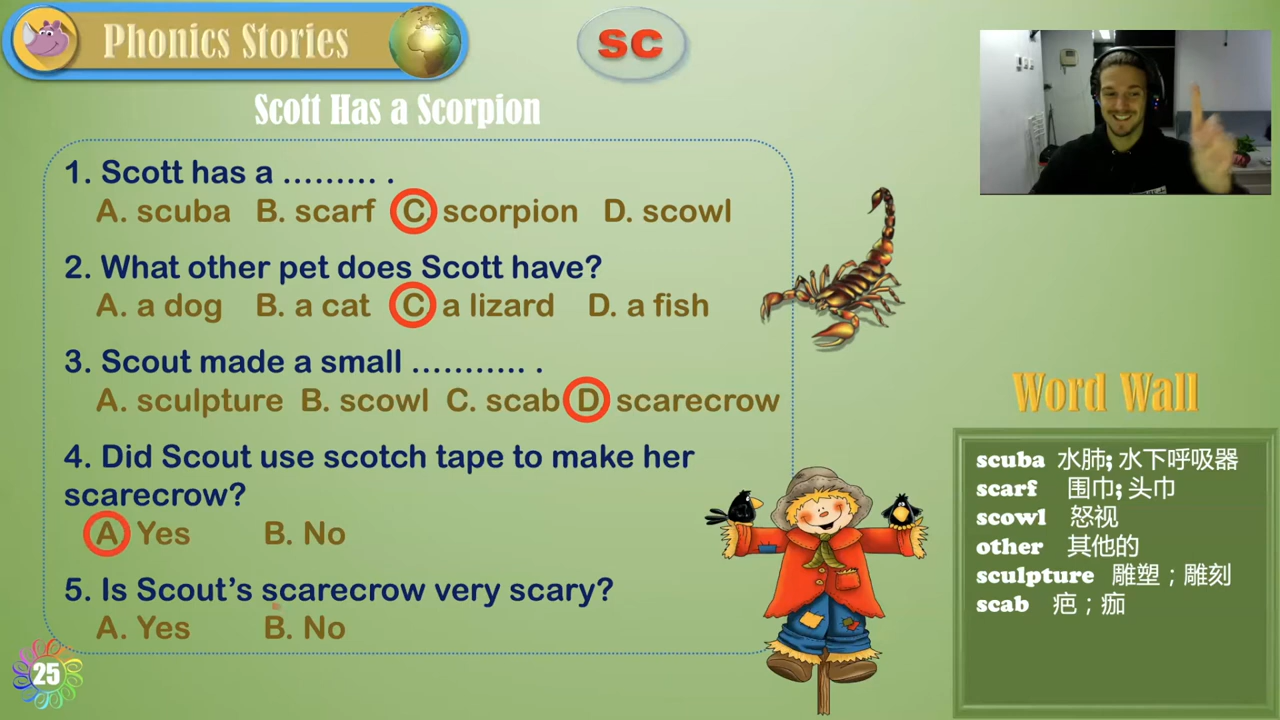 Phonics Stories
sc
Scott Has a Scorpion
1. Scott has a ......... .
A. scuba B. scarf C. scorpion D. scowl
2. What other pet does Scott have?
A. a dog B. a cat C. a lizard D. a fish
3. Scout made a small ........... .
A. sculpture B. scowl C. scab D. scarecrow
4. Did Scout use scotch tape to make her
scarecrow?
A. Yes B. No
5. Is Scout’s scarecrow very scary?
A. Yes B. No
25
Word Wall
scuba 水肺; 水下呼吸器
scarf 围巾; 头巾
scowl 怒视
other 其他的
sculpture 雕塑；雕刻
scab 疤；痂